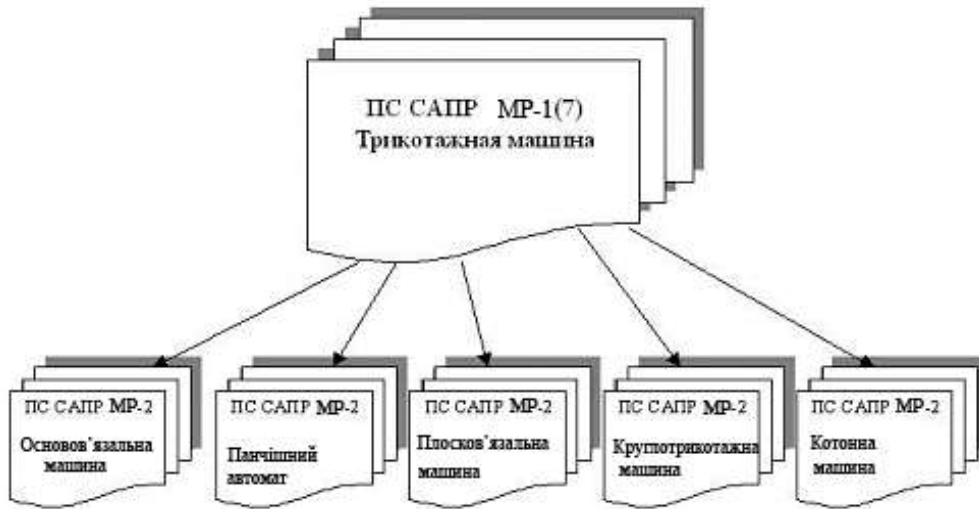 ПС САПР МР-1(7)
Трикотажная машина
ПС САПР МР-2
Основов’язальна
машина
ПС САПР МР-2
Панчішний
автомат
ПС САПР МР-2
Плосков’язальна
машина
ПС САПР МР-2
Круглотрикотажна
машина
ПС САПР МР-2
Котонна
машина